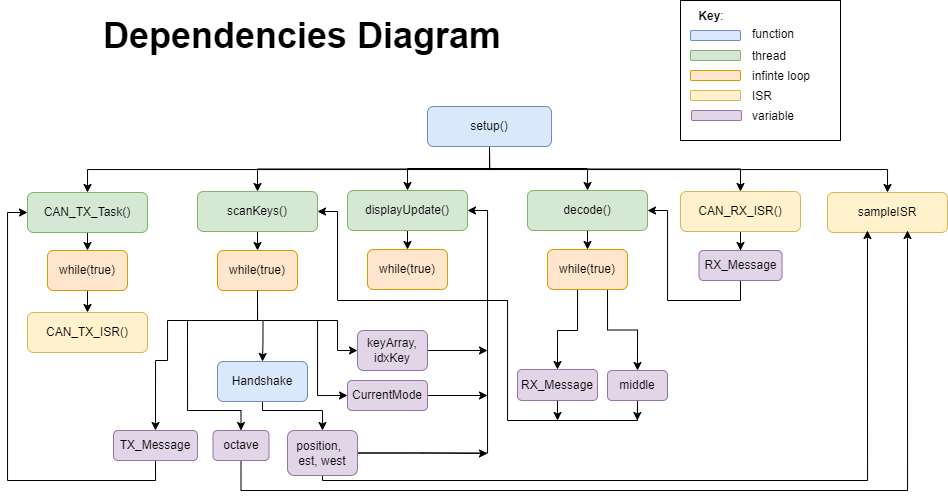 Dependencies Diagram
Key:
function
thread
infinte loop
ISR
variable
setup()
CAN_TX_Task()
scanKeys()
displayUpdate()
decode()
CAN_RX_ISR()
sampleISR
while(true)
while(true)
while(true)
while(true)
RX_Message
CAN_TX_ISR()
keyArray,
idxKey
Handshake
CurrentMode
RX_Message
middle
TX_Message
octave
position,
est, west